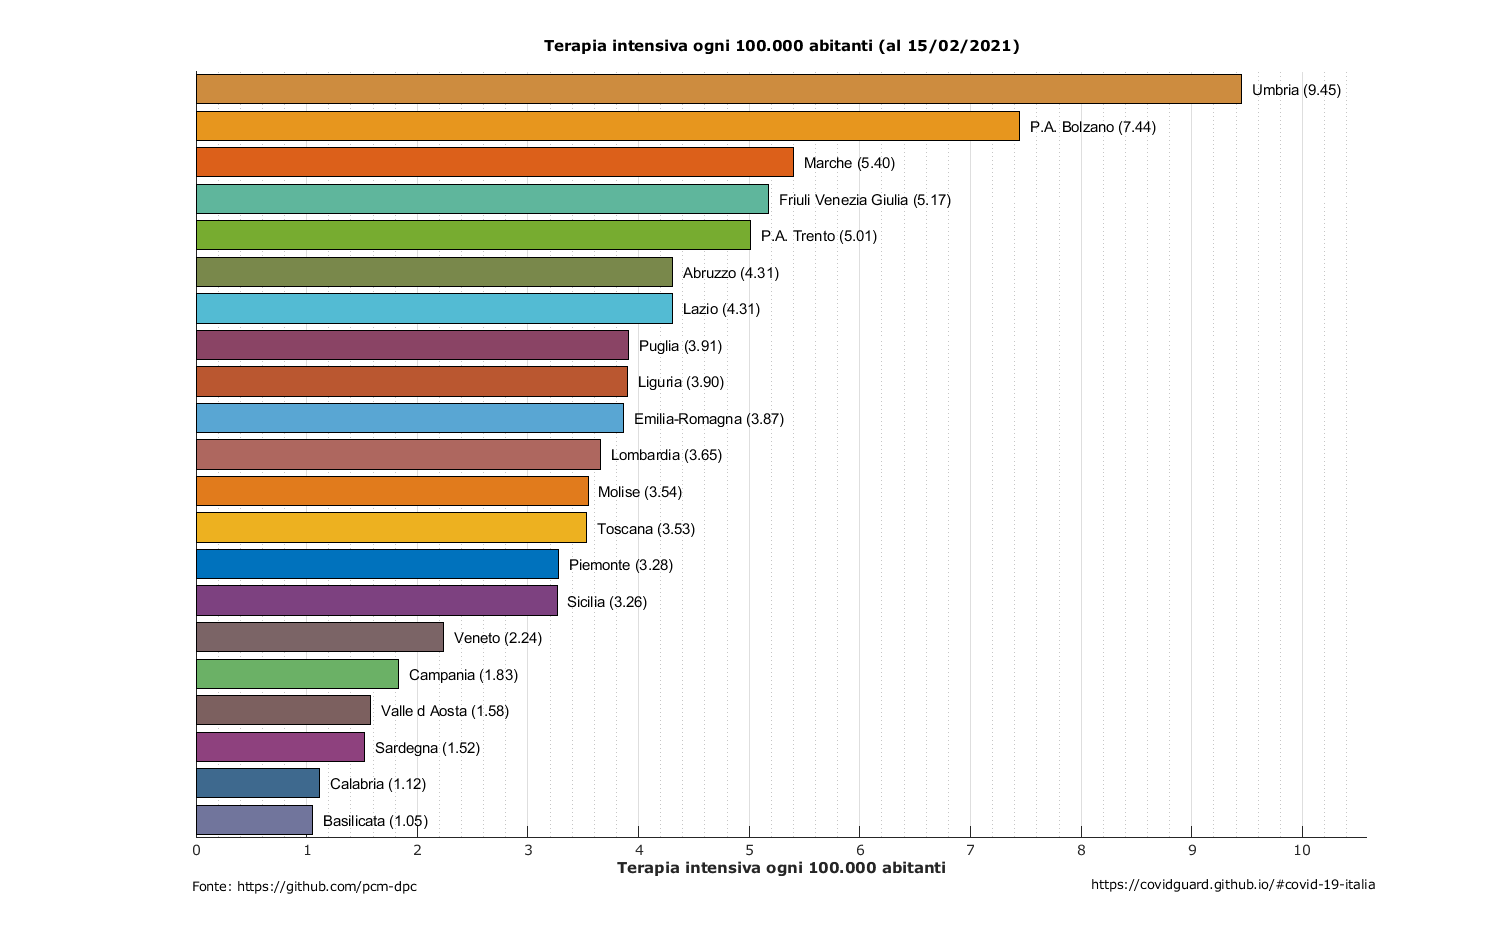 Terapia intensiva ogni 100.000 abitanti (al 15/02/2021)
Umbria (9.45)
P.A. Bolzano (7.44)
Marche (5.40)
Friuli Venezia Giulia (5.17)
P.A. Trento (5.01)
Abruzzo (4.31)
Lazio (4.31)
Puglia (3.91)
Liguria (3.90)
Emilia-Romagna (3.87)
Lombardia (3.65)
Molise (3.54)
Toscana (3.53)
Piemonte (3.28)
Sicilia (3.26)
Veneto (2.24)
Campania (1.83)
Valle d Aosta (1.58)
Sardegna (1.52)
Calabria (1.12)
Basilicata (1.05)
0 1 2 3 4 5 6 7 8 9 10
Terapia intensiva ogni 100.000 abitanti
Fonte: https://github.com/pcm-dpc
https://covidguard.github.io/#covid-19-italia